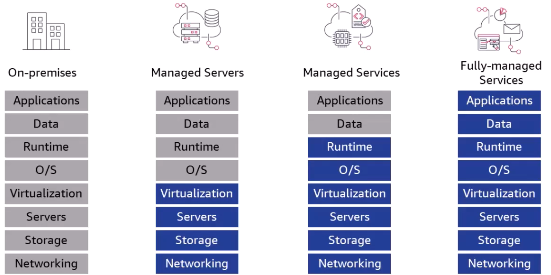 On-premises
Applications
Data
Runtime
O/S
Virtualization
Servers
Storage
Networking
Managed Servers
Applications
Data
Runtime
O/S
Virtualization
Servers
Storage
Networking
Managed Services
Applications
Data
Runtime
O/S
Virtualization
Servers
Storage
Networking
Fully-managed
Services
Applications
Data
Runtime
O/S
Virtualization
Servers
Storage
Networking